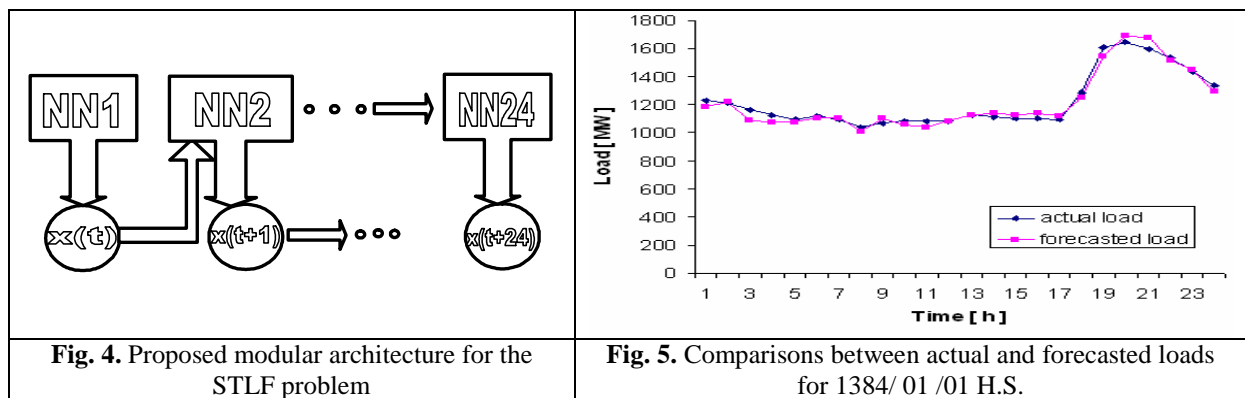 NN1
NN2
NN24
x(t)
x(t+1)
x(t+24)
Fig. 4. Proposed modular architecture for the
STLF problem
1800
1600
1400
1200
1000
800
600
400
200
0
Load [MW]
actual load
forecasted load
1 3 5 7 9 11 13 15 17 19 21 23
Time [h]
Fig. 5. Comparisons between actual and forecasted loads
for 1384/ 01 /01 H.S.